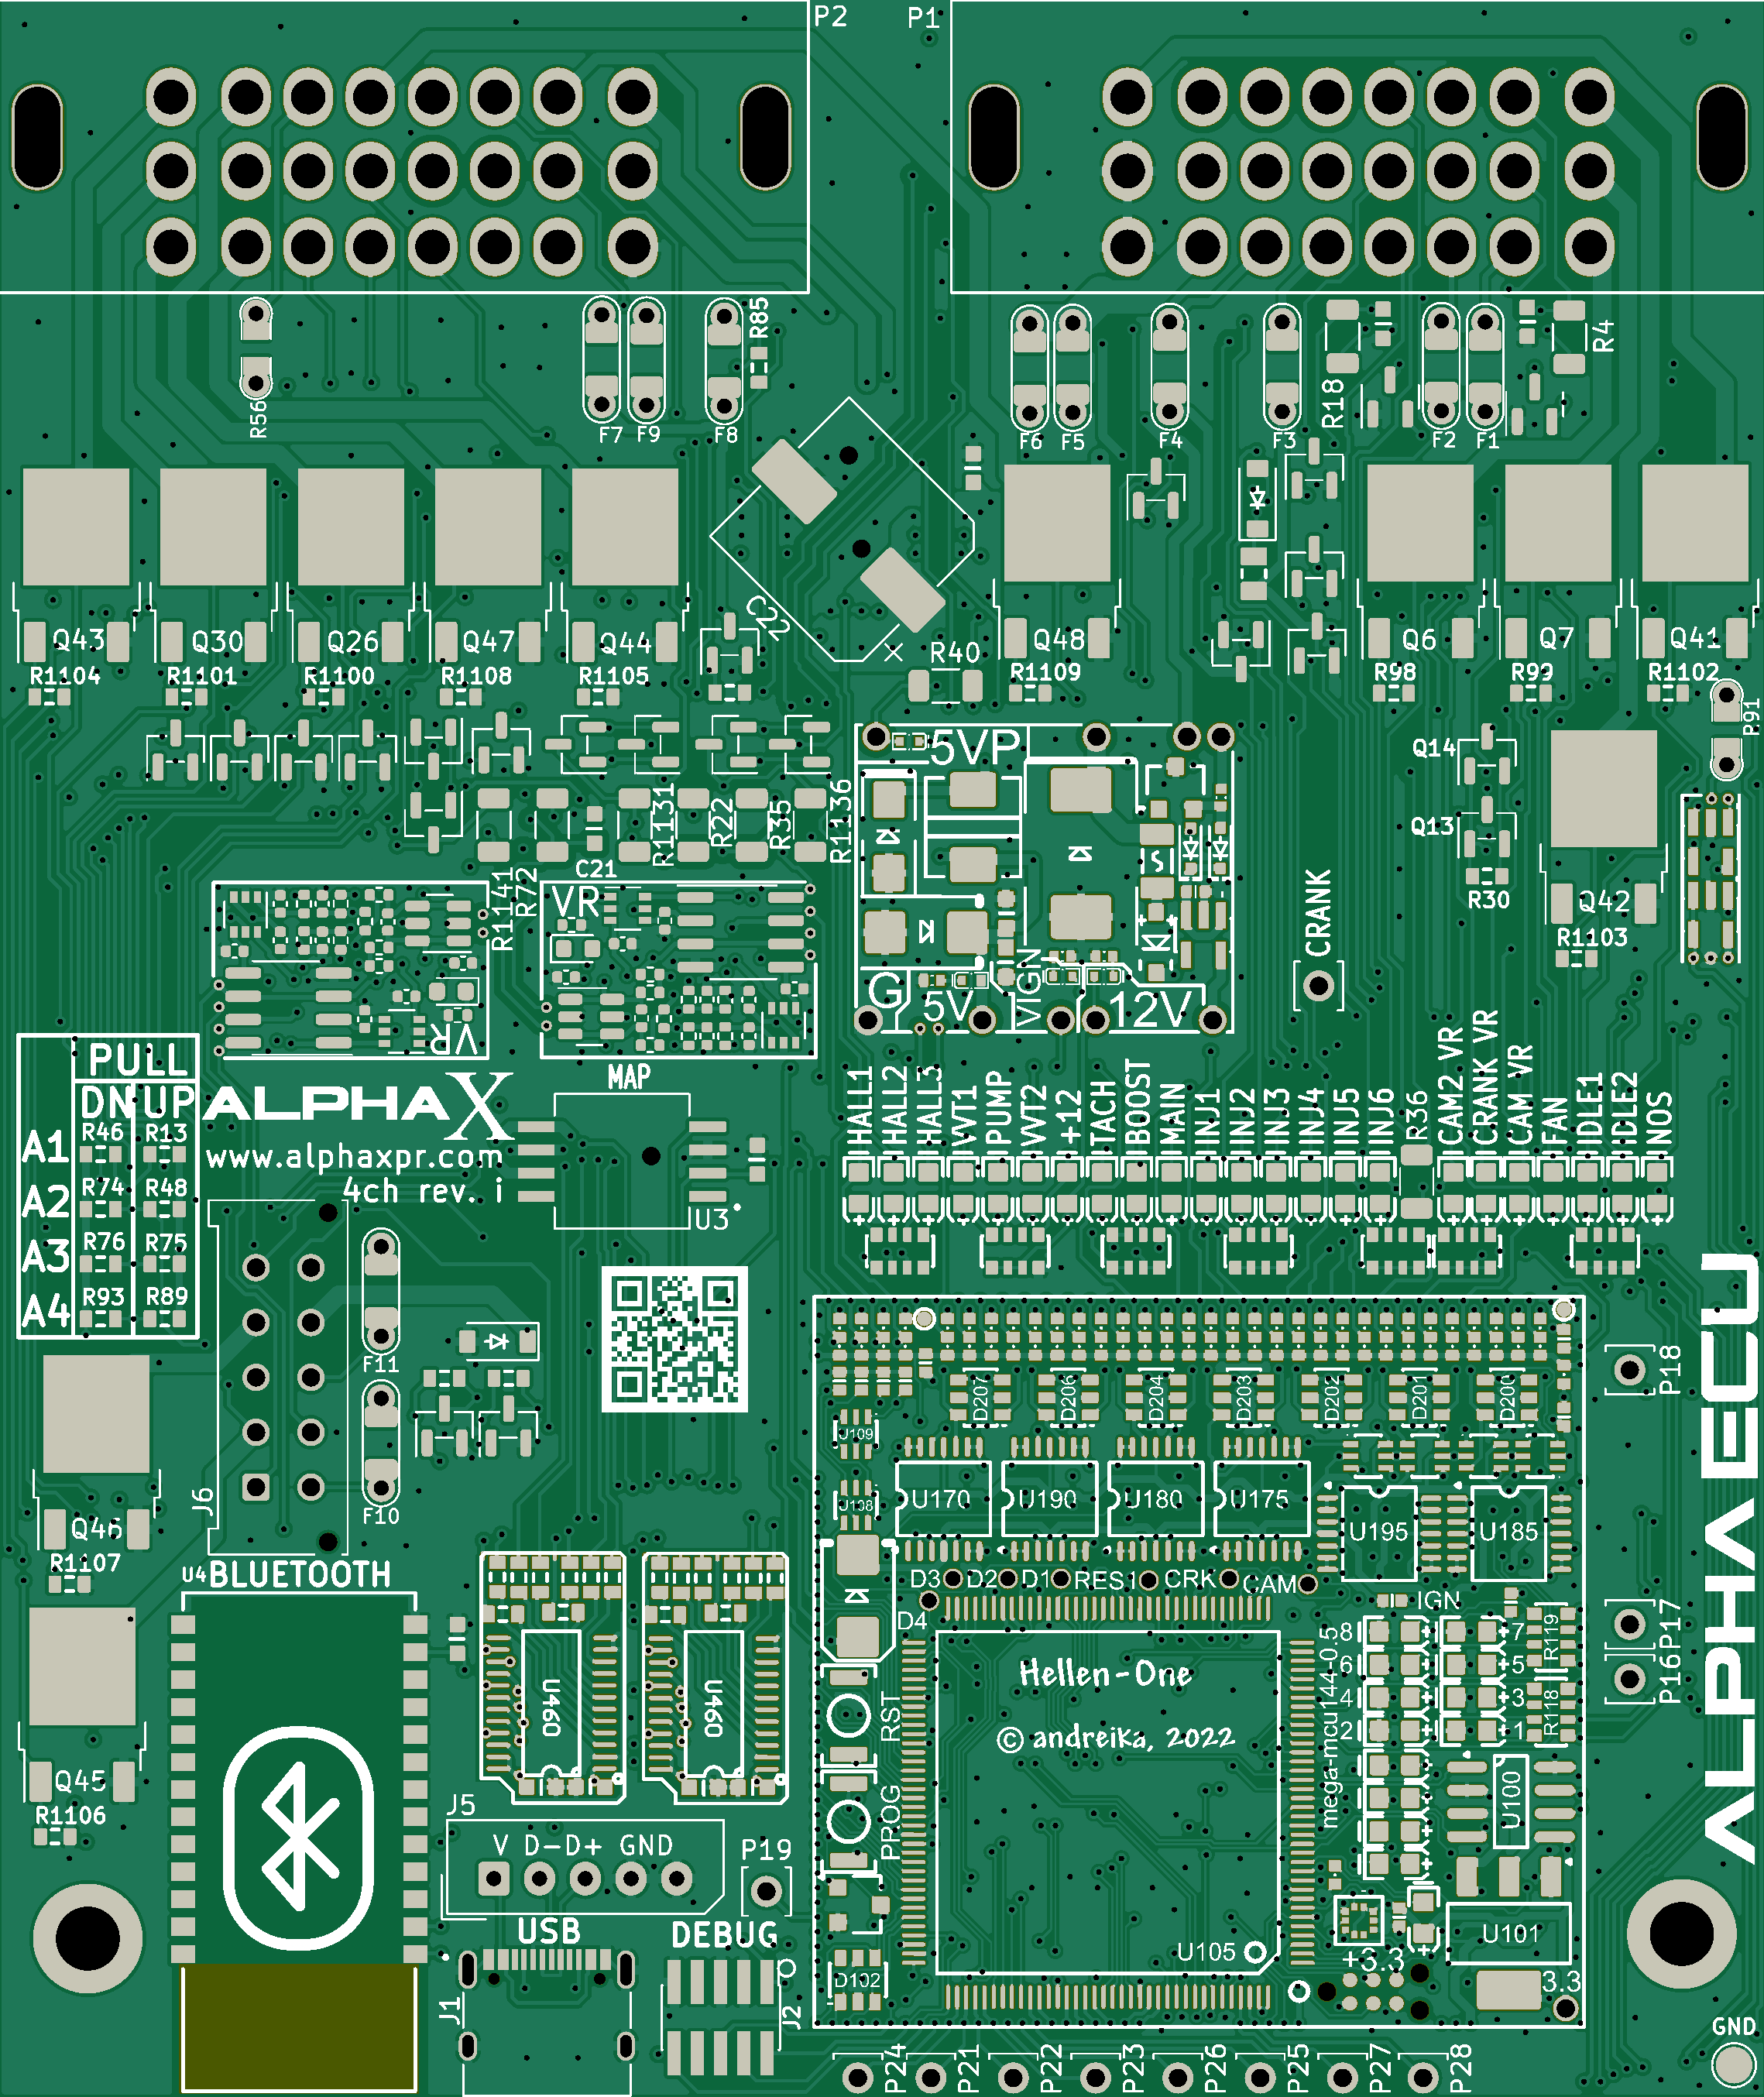 P2 P1
R85
R4
R18
R56
F7 F9 F8
F6 F5 F4 F3 F2 F1
C22
Q43 Q30 Q26 Q47 Q44 Q48 Q6 Q7 Q41
R40
R1104 R1101 R1100 R1108 R1105 R1109 R98 R99 R1102
R91
Q14
5VP
Q13
R1131 R22 R35 R1136
C21
R30
Q42
R1103
R1141 R72
VR
CRANK
K
G 5V VIGN 12V
VR
PULL
DN UP
A1 R46 R13
A2 R74 R48
A3 R76 R75
A4 R93 R89
ALPHAX
www.alphaxpr.com
4ch rev. i
MAP
U3
HALL1 HALL2 HALL3 VVT1 PUMP VVT2 +12 TACH BOOST MAIN INJ1 INJ2 INJ3 INJ4 INJ5 INJ6 R36 CAM2 VR CRANK VR CAM VR FAN IDLE1 IDLE2 NOS
F11
F10
J6
Q46
R1107
U4 BLUETOOTH
Q45
R1106
D207 D206 D204 D203 D202 D201 D200
U109
U108
U170 U190 U180 U175 U195 U185
D3 D2 D1 RES1 CRK CAM
D4
IGN
8 7
6 5
4 3
2 1
R119
R118
Hellen-One
© andreika, 2022
mega-mcu144-0.5
RST
PROG
U460 U460
U100
U101
U105
+3.3
3.3
D102
P18
P17
P16
ALPHA ECU
J5
V D- D+ GND
P19
USB
DEBUG
J1
J2
P24 P21 P22 P23 P26 P25 P27 P28
GND